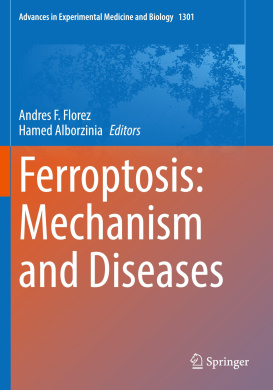 Advances in Experimental Medicine and Biology 1301
Andres F. Florez
Hamed Alborzinia Editors
Ferroptosis:
Mechanism
and Diseases
Springer